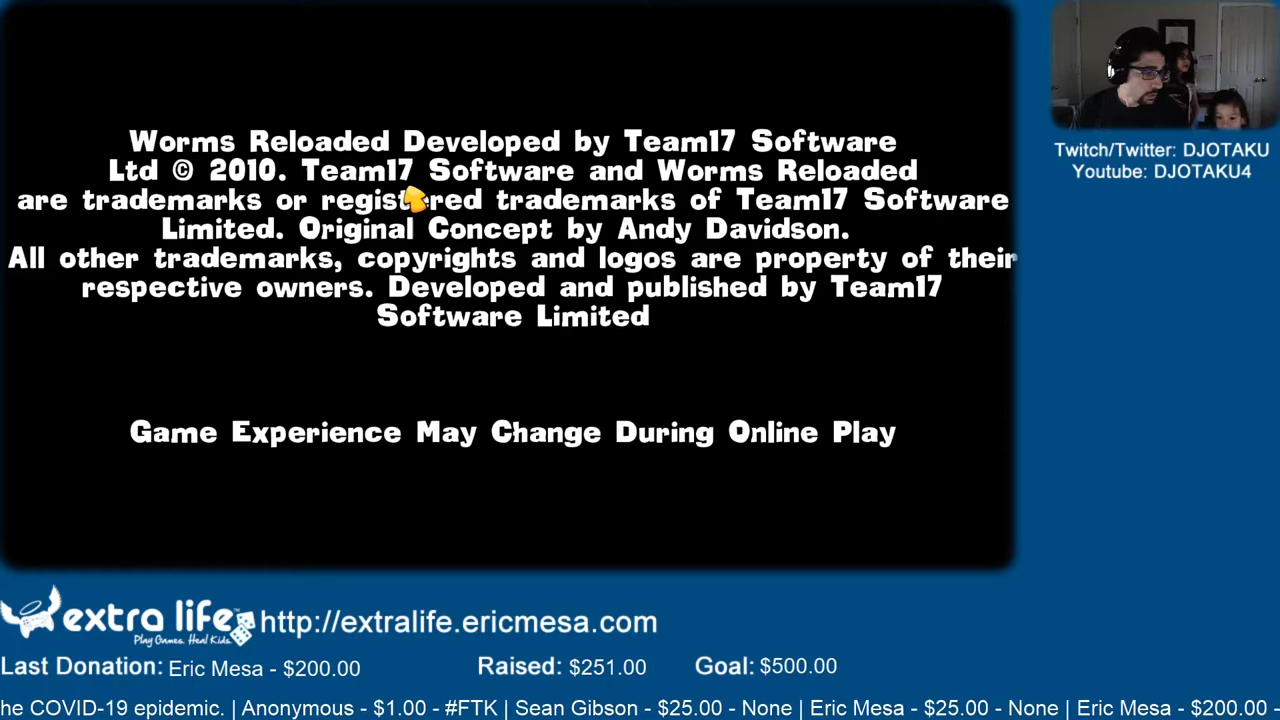 Worms Reloaded Developed by Team17 Software
Ltd © 2010. Team17 Software and Worms Reloaded
are trademarks or registered trademarks of Team17 Software
Limited. Original Concept by Andy Davidson.
All other trademarks, copyrights and logos are property of their
respective owners. Developed and published by Team17
Software Limited
Game Experience May Change During Online Play
Twitch/Twitter: DJOTAKU
Youtube: DJOTAKU4
extra life
Play Games. Heal Kids.
http://extralife.ericmesa.com
Last Donation: Eric Mesa - $200.00 Raised: $251.00 Goal: $500.00
he COVID-19 epidemic. | Anonymous - $1.00 - #FTK | Sean Gibson - $25.00 - None | Eric Mesa - $25.00 - None | Eric Mesa - $200.00 -